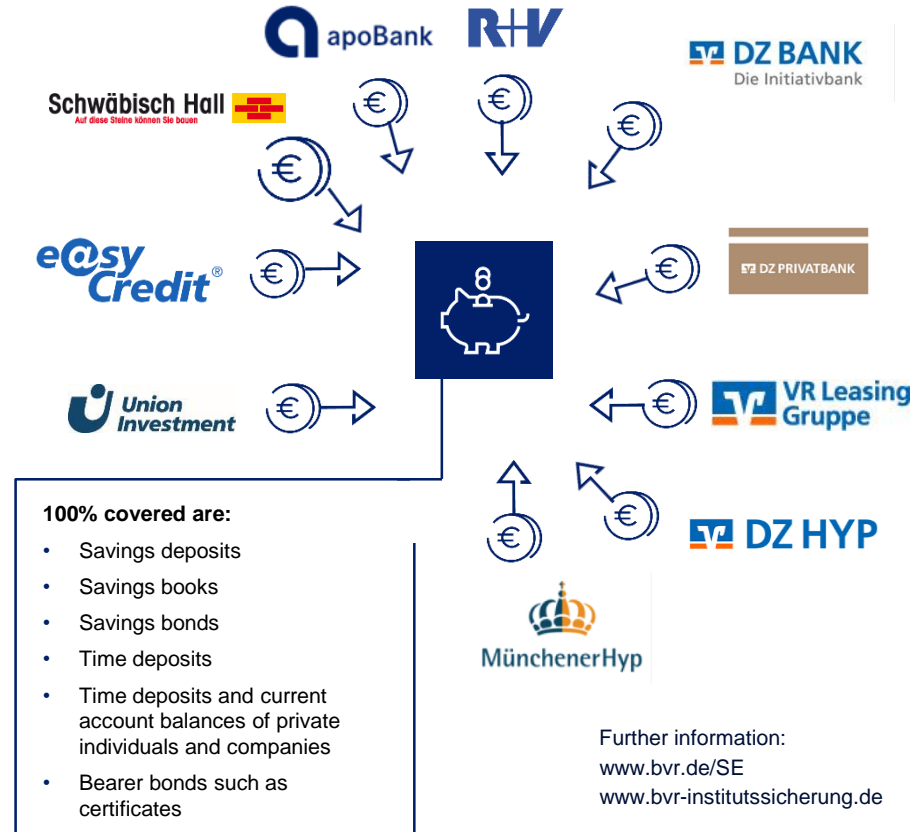 apoBank
R+V
DZ BANK
Die Initiativbank
Schwäbisch Hall
Auf diese Steine können Sie bauen
€
€
€
€
e@sy
Credit®
€
€
DZ PRIVATBANK
Union
Investment
€
€
VR Leasing
Gruppe
100% covered are:
• Savings deposits
• Savings books
• Savings bonds
• Time deposits
• Time deposits and current
account balances of private
individuals and companies
• Bearer bonds such as
certificates
€
€
DZ HYP
MünchenerHyp
Further information:
www.bvr.de/SE
www.bvr-institutssicherung.de